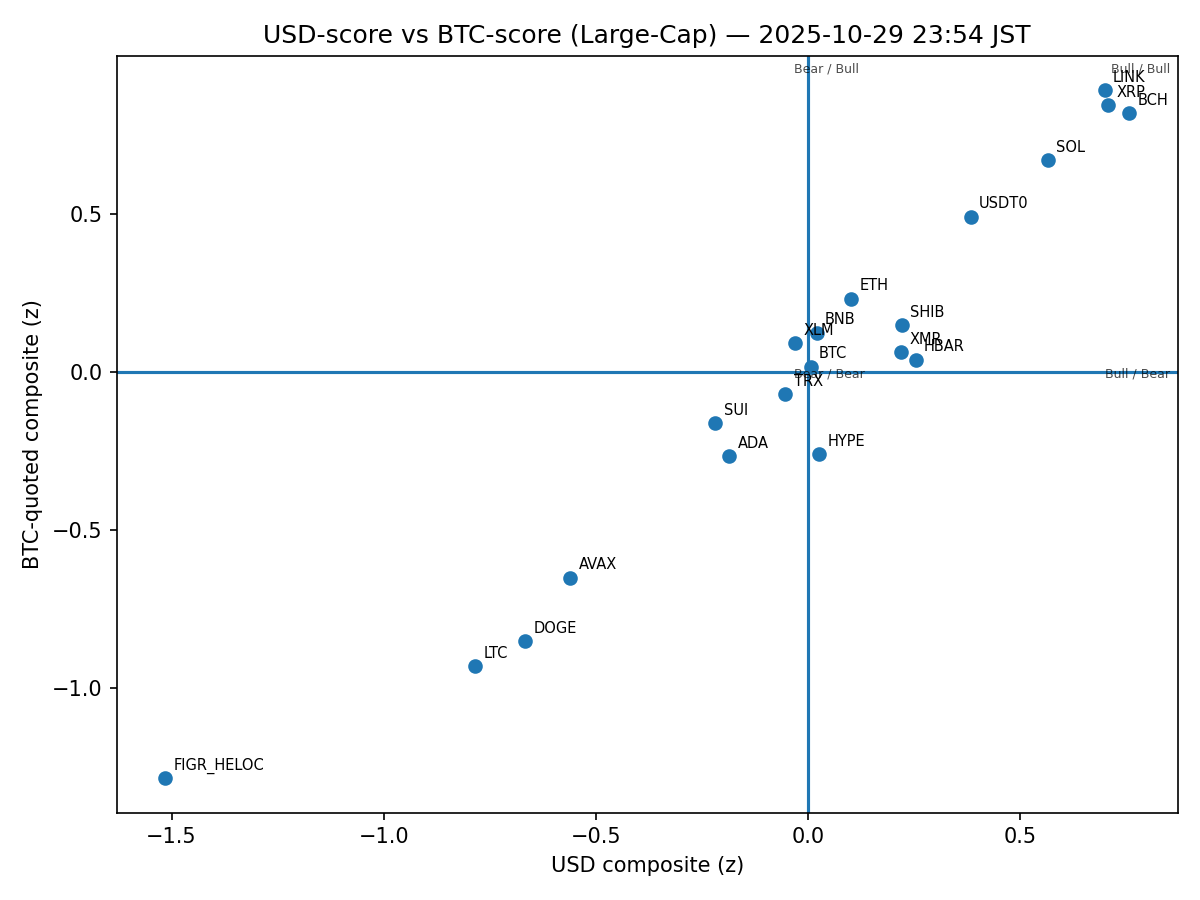 USD-score vs BTC-score (Large-Cap) — 2025-10-29 23:54 JST
Bear / Bull
Bull / Bull
LINK
XRP
BCH
SOL
USDT0
ETH
SHIB
BNB
XLM
XMR
HBAR
BTC
Bear / Bear
Bull / Bear
TRX
SUI
ADA
HYPE
AVAX
DOGE
LTC
FIGR_HELOC
0.5
0.0
−0.5
−1.0
−1.5
−1.0
−0.5
0.0
0.5
USD composite (z)
BTC-quoted composite (z)